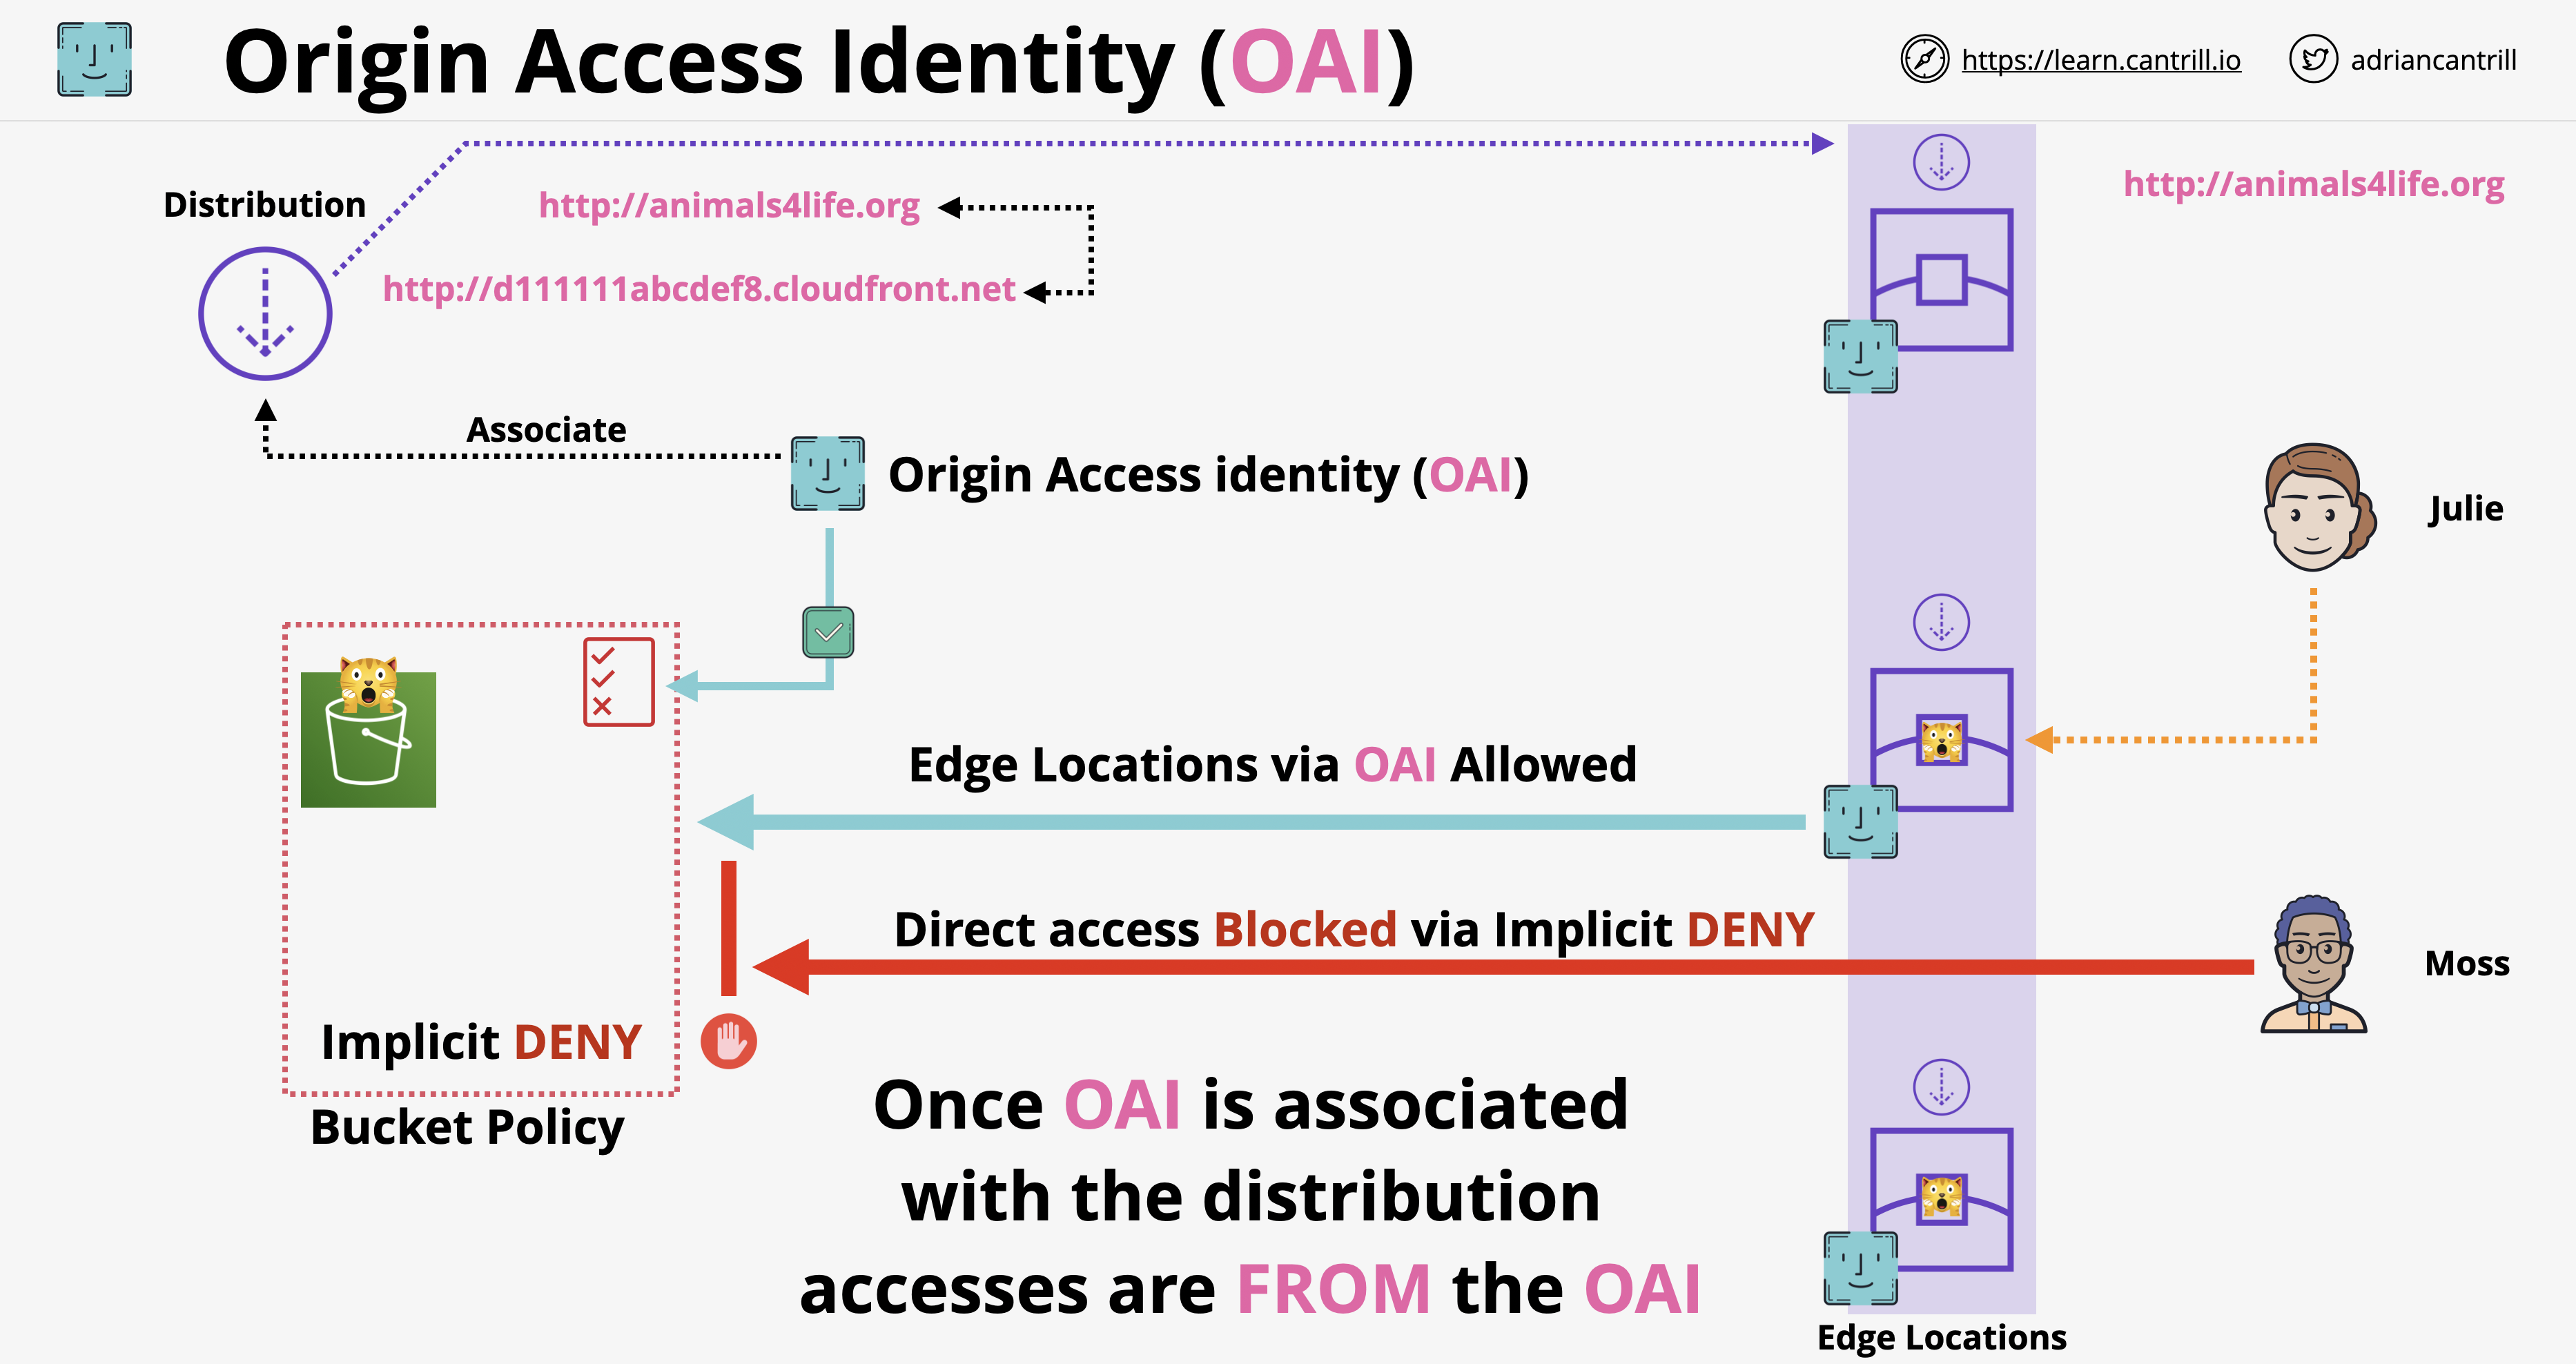 Origin Access Identity (OAI)
https://learn.cantrill.io
adriancantrill
Distribution
http://animals4life.org
http://animals4life.org
http://d111111abcdef8.cloudfront.net
Associate
Origin Access identity (OAI)
Julie
Edge Locations via OAI Allowed
Direct access Blocked via Implicit DENY
Moss
Implicit DENY
Bucket Policy
Once OAI is associated
with the distribution
accesses are FROM the OAI
Edge Locations